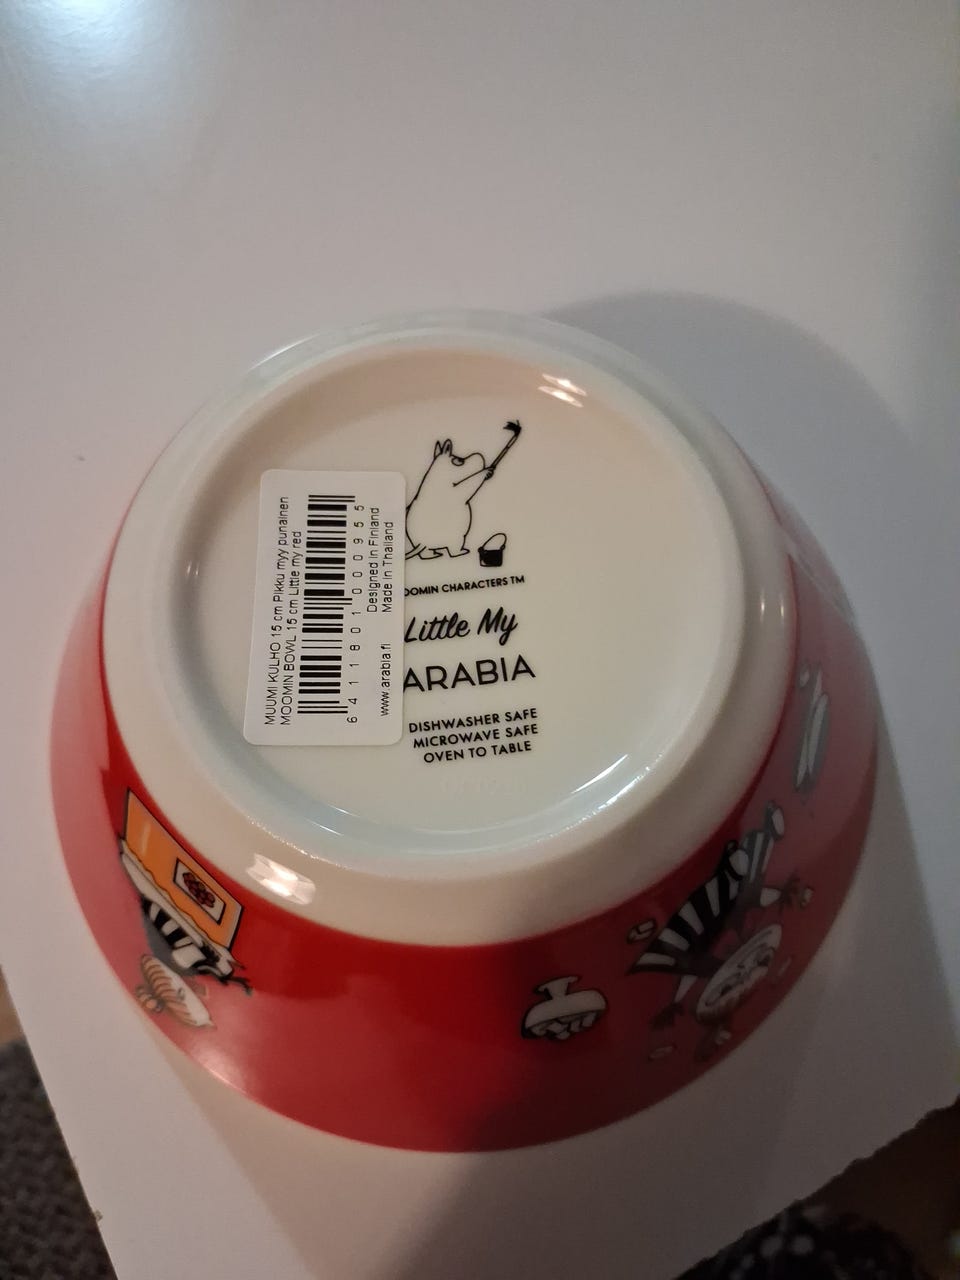 MUUMI KULHO 15 cm Pikku myy punainen
MOOMIN BOWL 15 cm Little my red
6 411801 000955
Designed in Finland
www.arabia.fi Made in Thailand
OOMIN CHARACTERS TM
Little My
ARABIA
DISHWASHER SAFE
MICROWAVE SAFE
OVEN TO TABLE